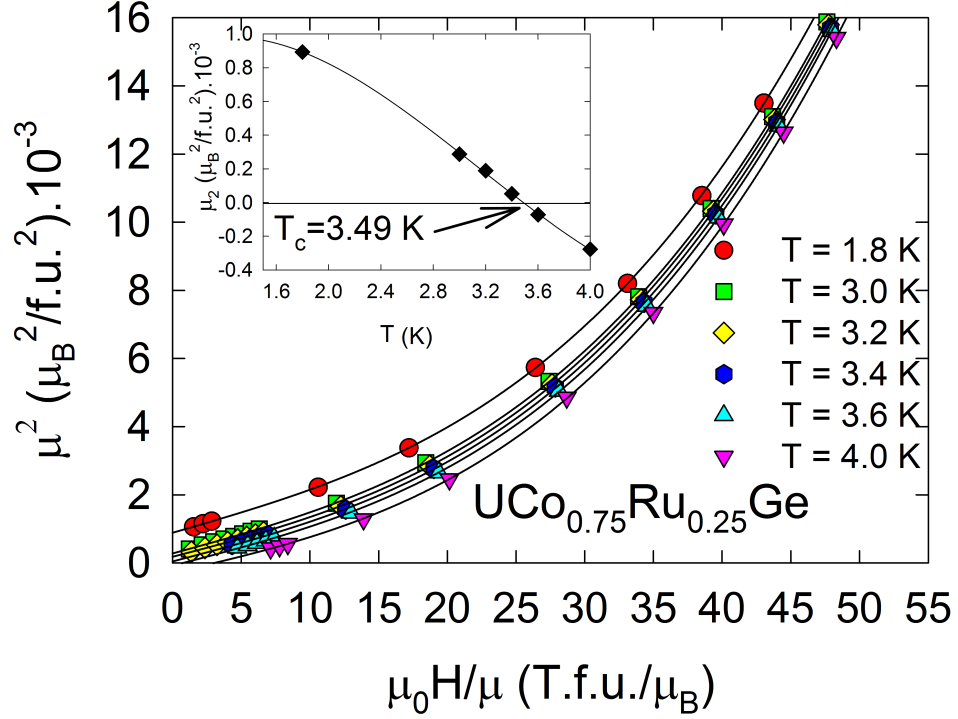 μ² (μ_B²/f.u.²).10⁻³
16
14
12
10
8
6
4
2
0
0 5 10 15 20 25 30 35 40 45 50 55
μ₀H/μ (T.f.u./μ_B)
μ₂ (μ_B²/f.u.²).10⁻³
1.0
0.8
0.6
0.4
0.2
0.0
-0.2
-0.4
T_c=3.49 K
1.6 2.0 2.4 2.8 3.2 3.6 4.0
T (K)
T = 1.8 K
T = 3.0 K
T = 3.2 K
T = 3.4 K
T = 3.6 K
T = 4.0 K
UCo₀.₇₅Ru₀.₂₅Ge